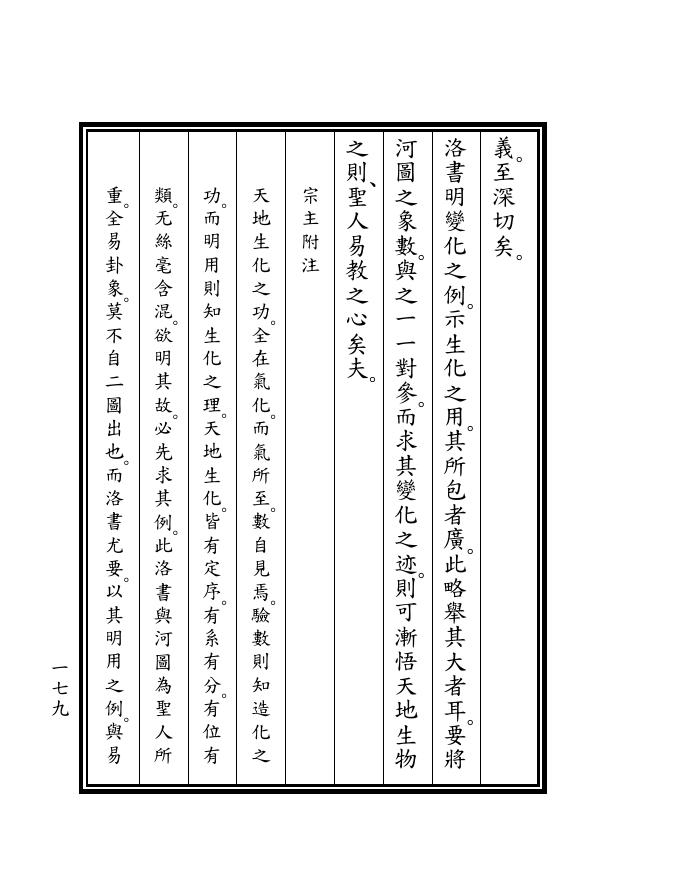 義。至深切矣。
洛書明變化之例。示生化之用。其所包者廣。此略舉其大者耳。要將
河圖之象數。與之一一對參。而求其變化之迹。則可漸悟天地生物
之則、聖人易教之心矣夫。
宗主附注
天地生化之功。全在氣化。而氣所至。數自見焉。驗數則知造化之
功。而明用則知生化之理。天地生化。皆有定序。有系有分。有位有
類。无絲毫含混。欲明其故。必先求其例。此洛書與河圖為聖人所
重。全易卦象。莫不自二圖出也。而洛書尤要。以其明用之例。與易
一七九